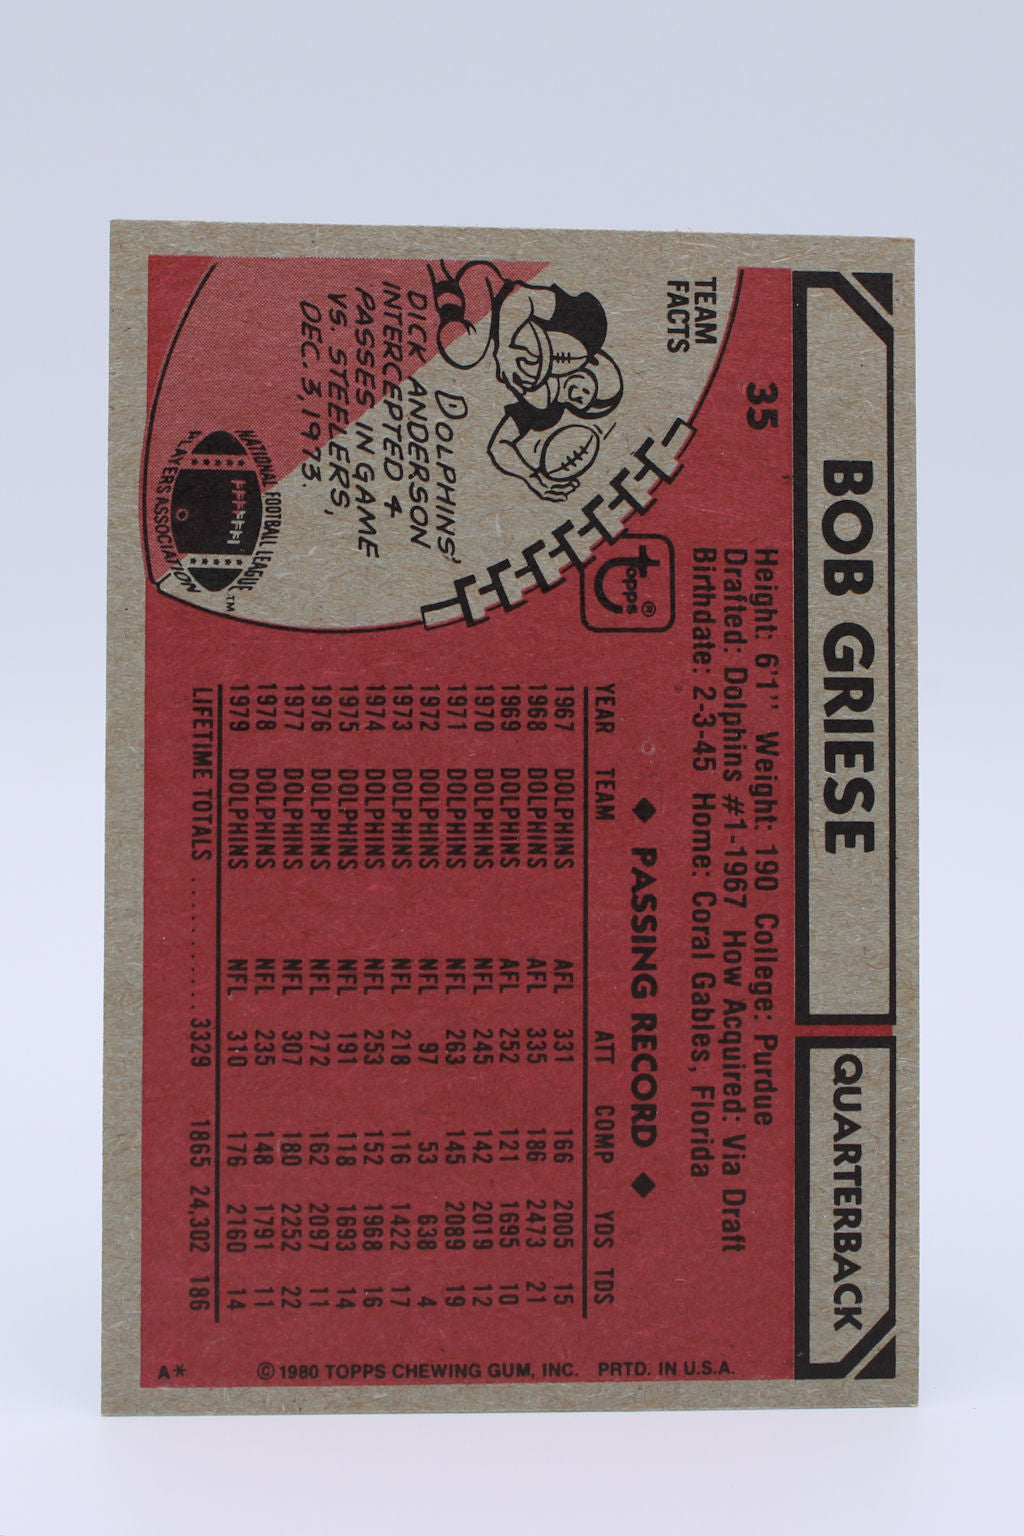 BOB GRIESE
QUARTERBACK
35
Height: 6'1" Weight: 190 College: Purdue
Drafted: Dolphins #1-1967 How Acquired: Via Draft
Birthdate: 2-3-45 Home: Coral Gables, Florida
TEAM
FACTS
DOLPHINS'
DICK ANDERSON
INTERCEPTED 4
PASSES IN GAME
VS. STEELERS,
DEC. 3, 1973.
NATIONAL FOOTBALL LEAGUE
PLAYERS ASSOCIATION
TM
topps ®
◆ PASSING RECORD ◆
YEAR TEAM ATT COMP YDS TDS
1967 DOLPHINS AFL 331 166 2005 15
1968 DOLPHINS AFL 335 186 2473 21
1969 DOLPHINS AFL 252 121 1695 10
1970 DOLPHINS NFL 245 142 2019 12
1971 DOLPHINS NFL 263 145 2089 19
1972 DOLPHINS NFL 97 53 638 4
1973 DOLPHINS NFL 218 116 1422 17
1974 DOLPHINS NFL 253 152 1968 16
1975 DOLPHINS NFL 191 118 1693 14
1976 DOLPHINS NFL 272 162 2097 11
1977 DOLPHINS NFL 307 180 2252 22
1978 DOLPHINS NFL 235 148 1791 11
1979 DOLPHINS NFL 310 176 2160 14
LIFETIME TOTALS .......... 3329 1865 24,302 186
© 1980 TOPPS CHEWING GUM, INC. PRTD. IN U.S.A.
A*